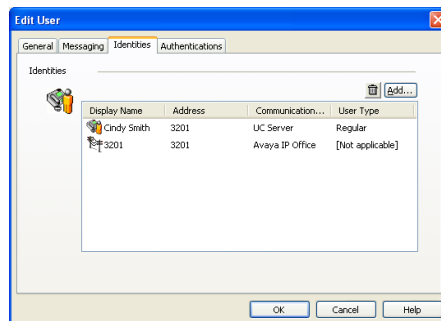 Edit User
General Messaging Identities Authentications
Identities
Add...
Display Name Address Communication... User Type
Cindy Smith 3201 UC Server Regular
3201 3201 Avaya IP Office [Not applicable]
OK Cancel Help